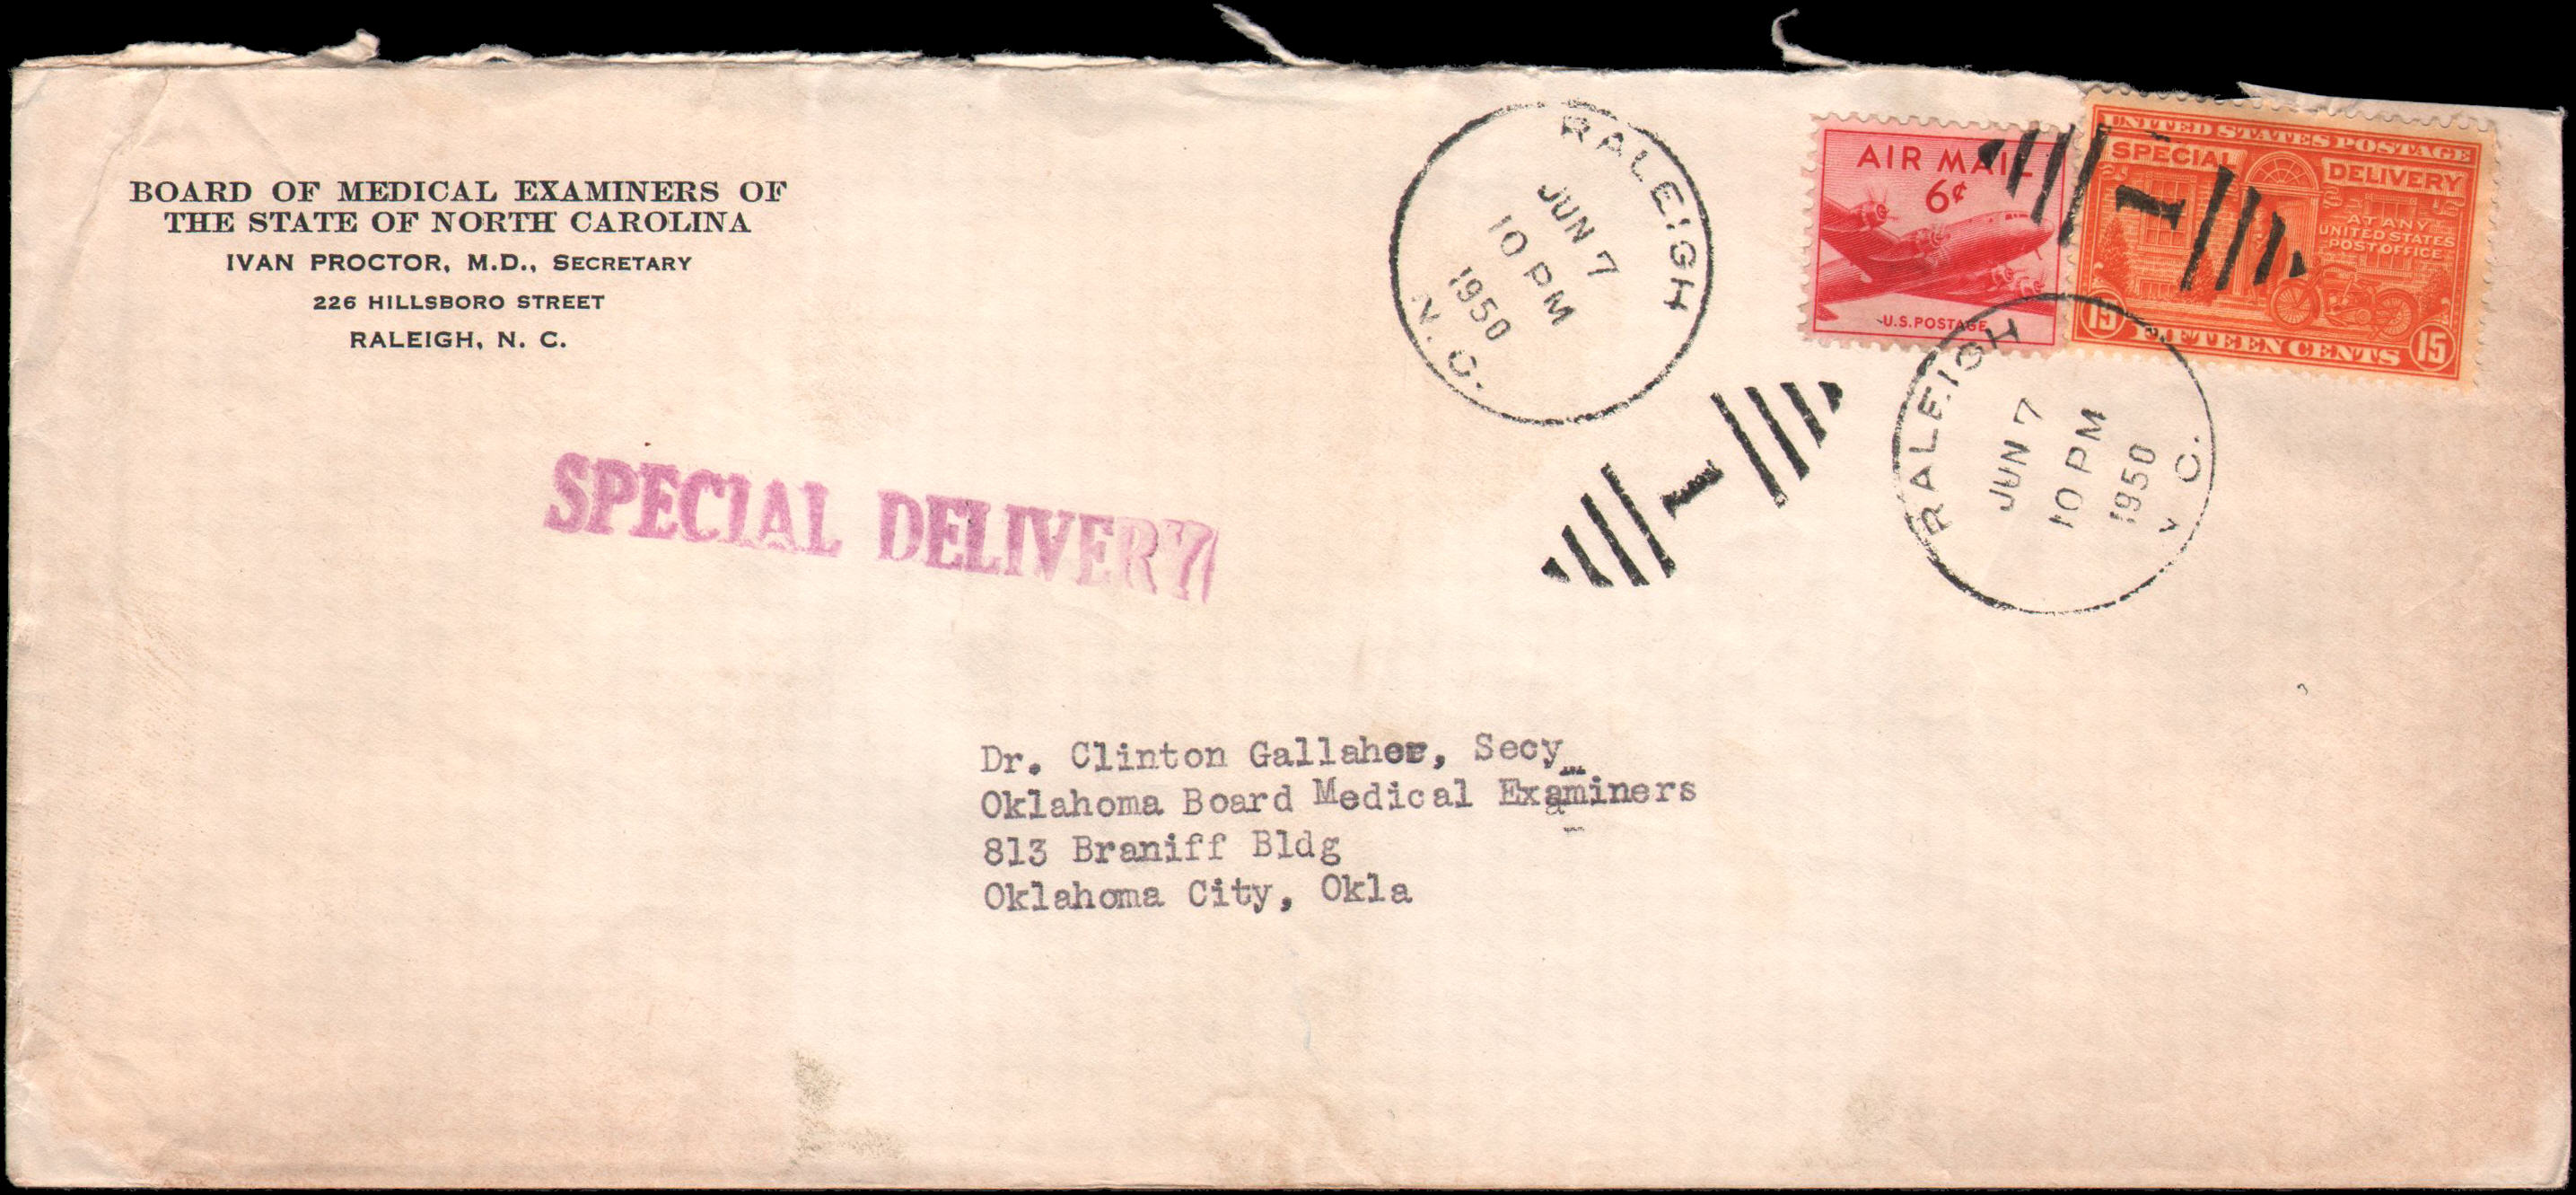 BOARD OF MEDICAL EXAMINERS OF
THE STATE OF NORTH CAROLINA
IVAN PROCTOR, M.D., SECRETARY
226 HILLSBORO STREET
RALEIGH, N. C.
RALEIGH
JUN 7
10 PM
1950
N. C.
AIR MAIL
6¢
U.S. POSTAGE
UNITED STATES POSTAGE
SPECIAL DELIVERY
AT ANY
UNITED STATES
POST OFFICE
15 FIFTEEN CENTS 15
1
1
RALEIGH
JUN 7
10 PM
1950
C.
SPECIAL DELIVERY
Dr. Clinton Gallaher, Secy
Oklahoma Board Medical Examiners
813 Braniff Bldg
Oklahoma City, Okla